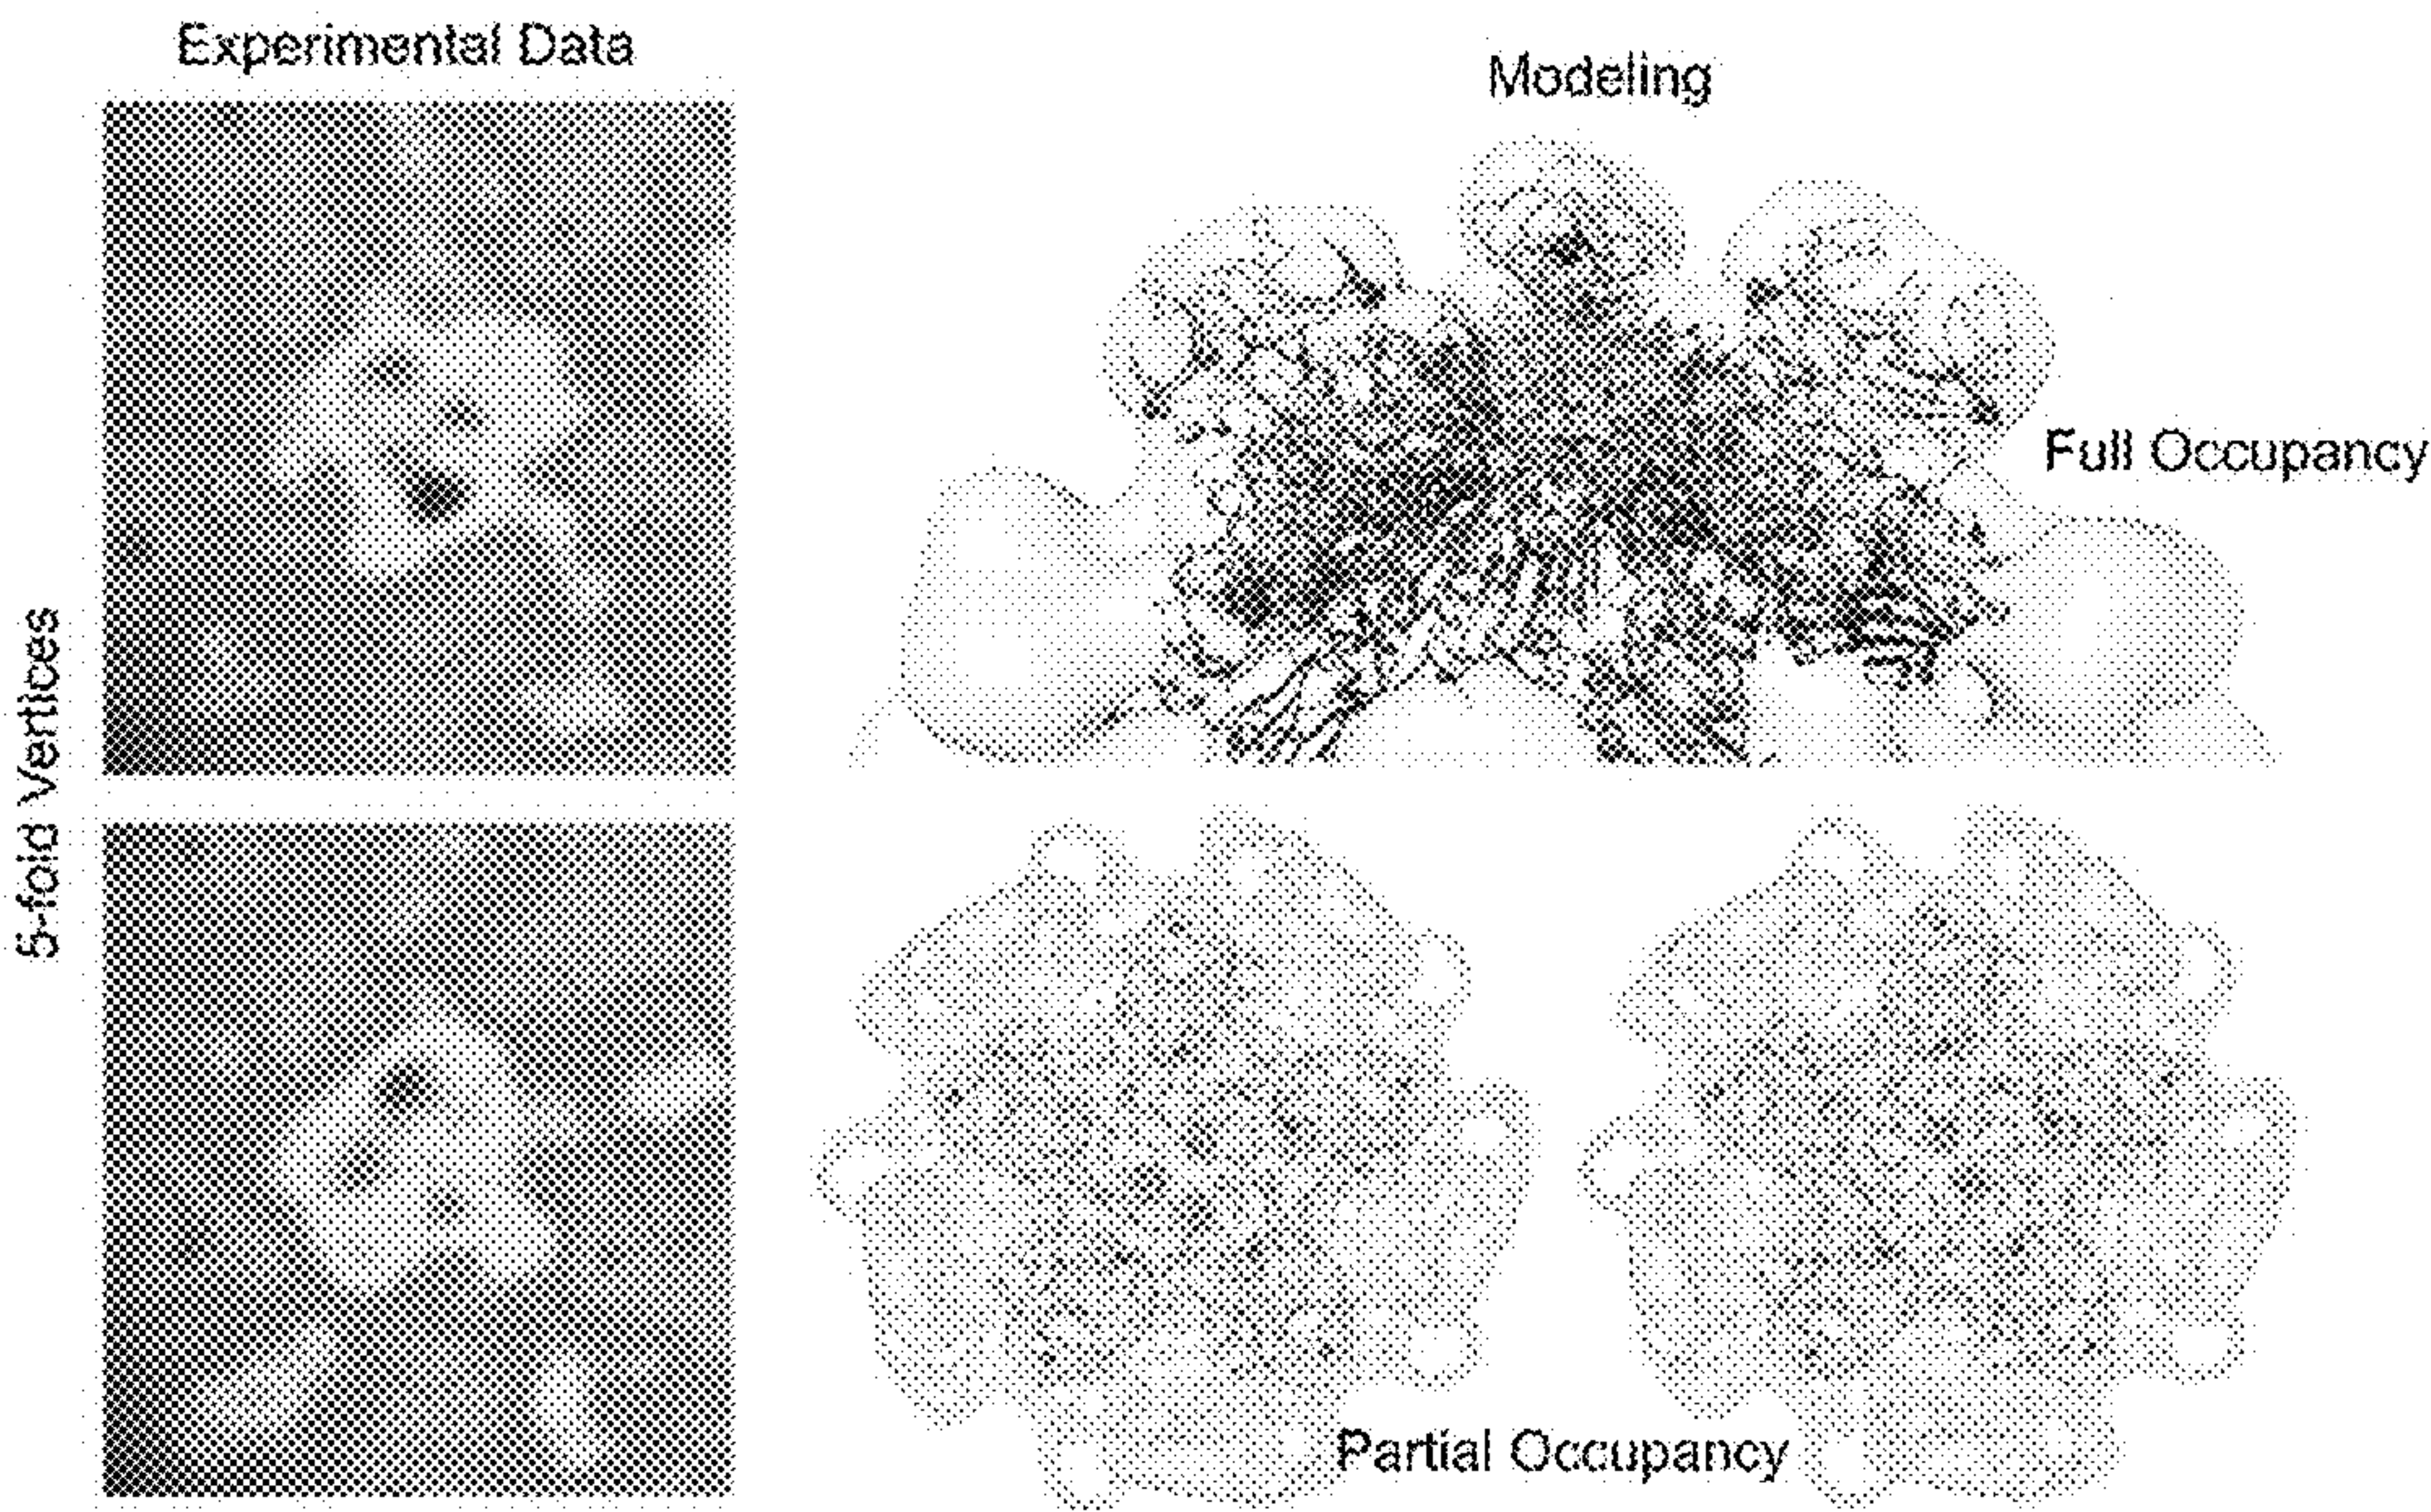 Experimental Data
Modeling
Full Occupancy
5-fold Vertices
Partial Occupancy